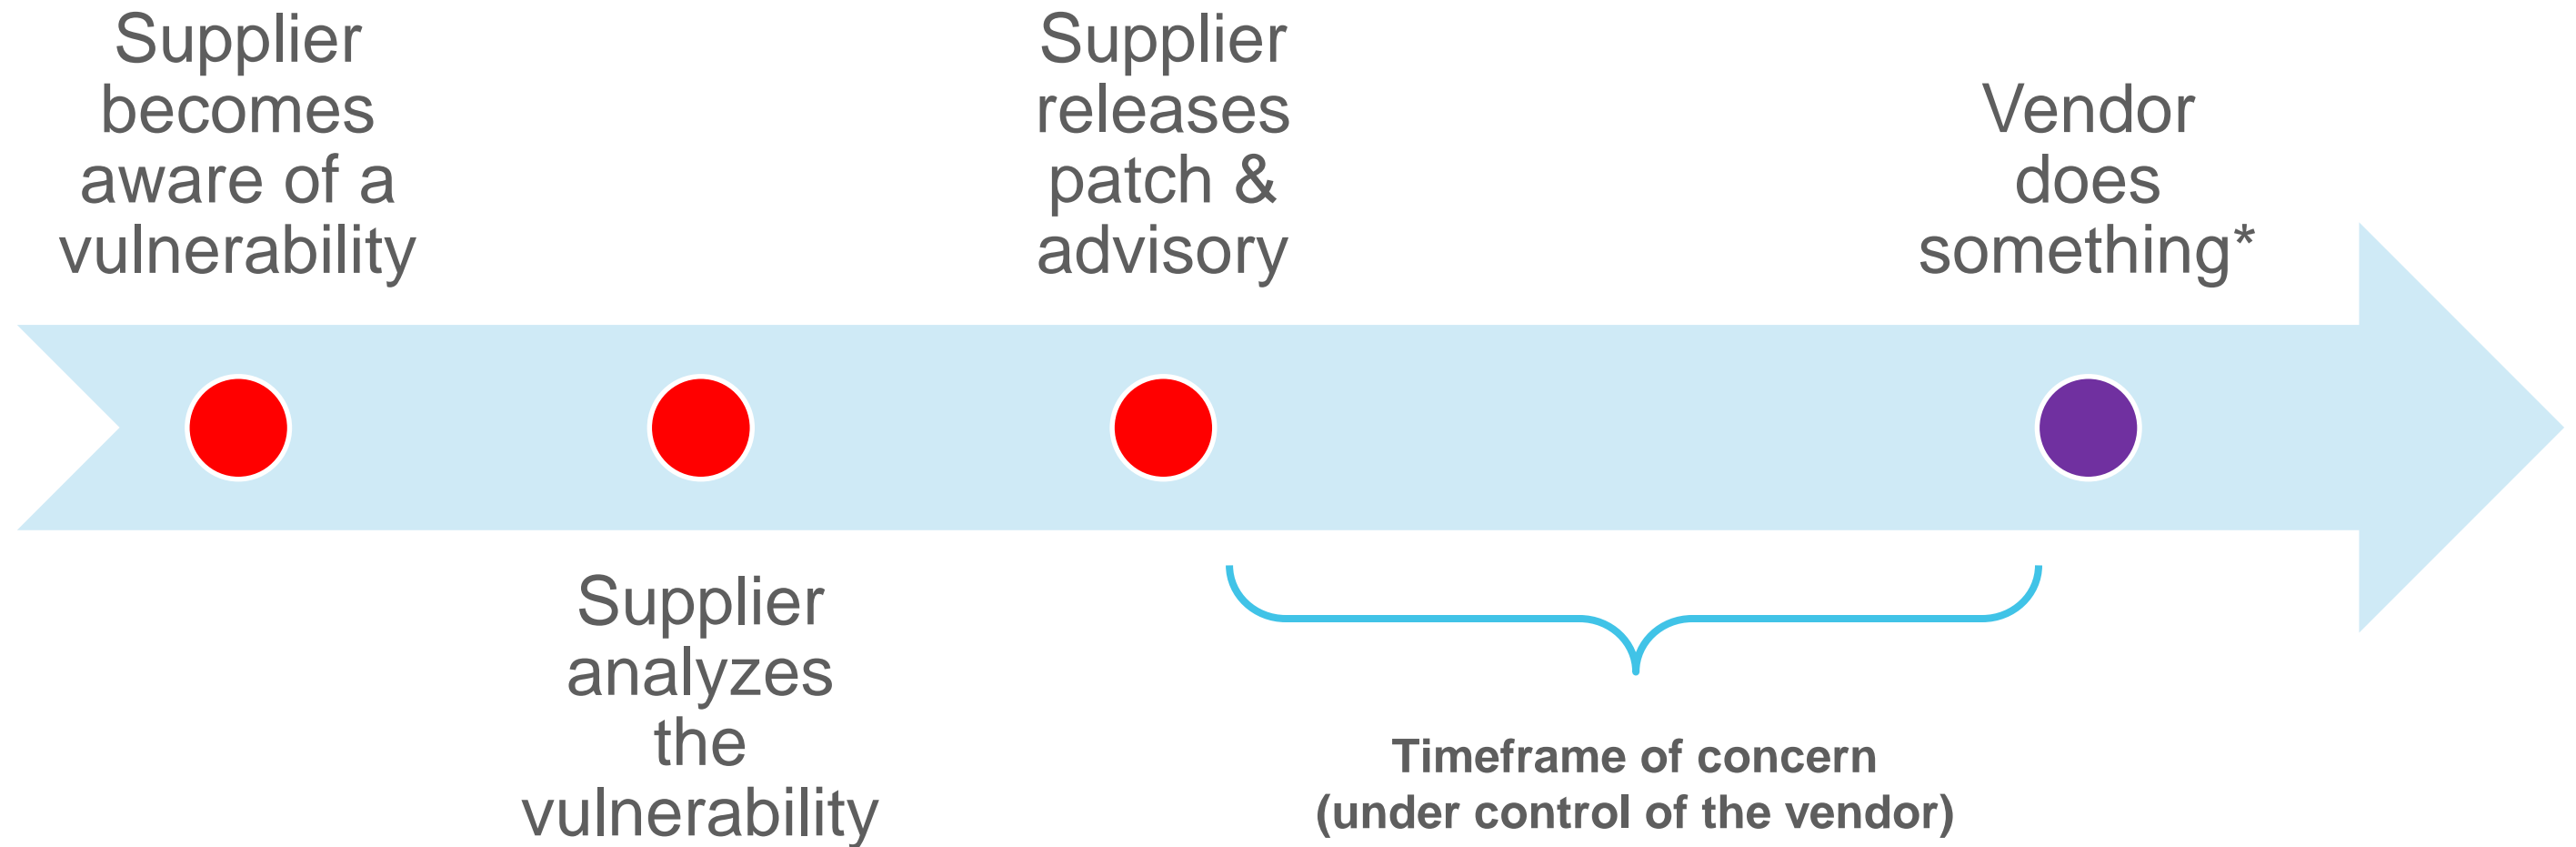 Supplier
becomes
aware of a
vulnerability
Supplier
analyzes
the
vulnerability
Supplier
releases
patch &
advisory
Vendor
does
something*
Timeframe of concern
(under control of the vendor)